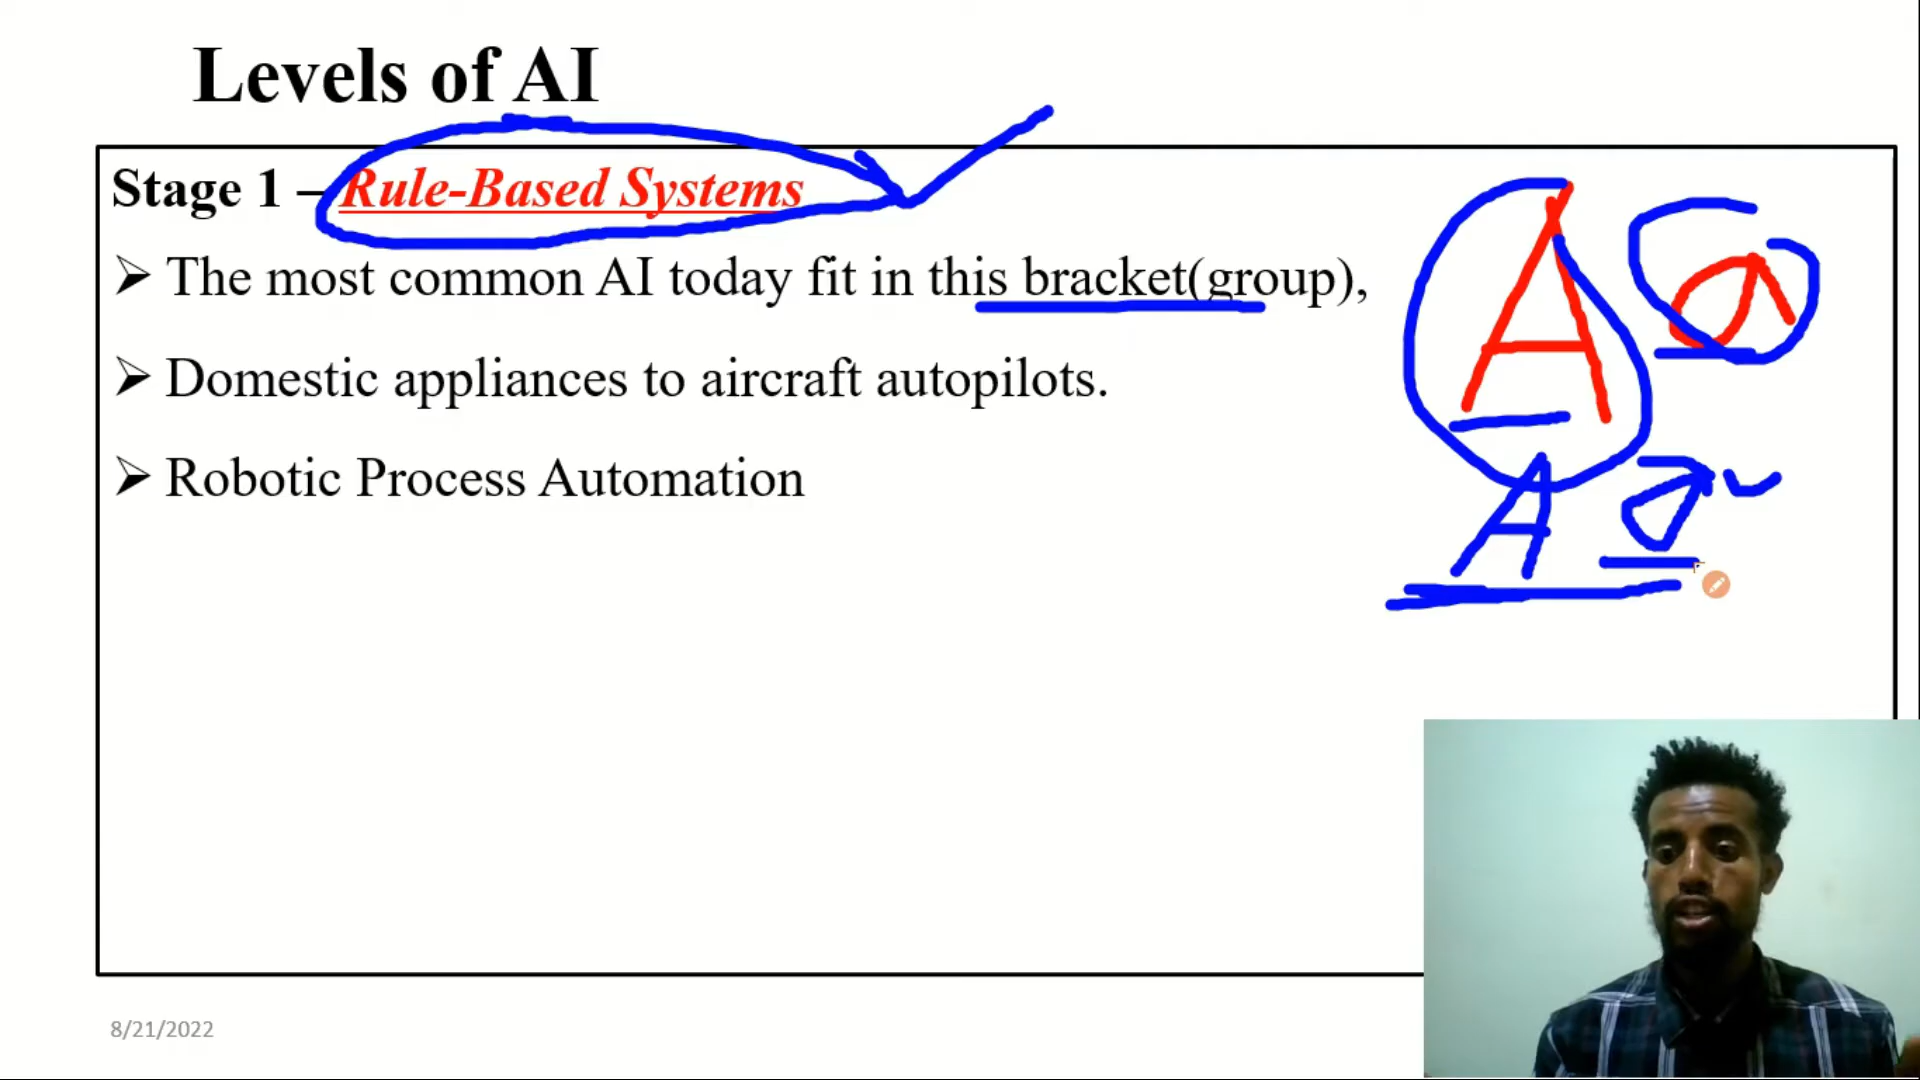 Levels of AI
Stage 1 – Rule-Based Systems
➢ The most common AI today fit in this bracket(group),
A a
➢ Domestic appliances to aircraft autopilots.
➢ Robotic Process Automation
A a
8/21/2022